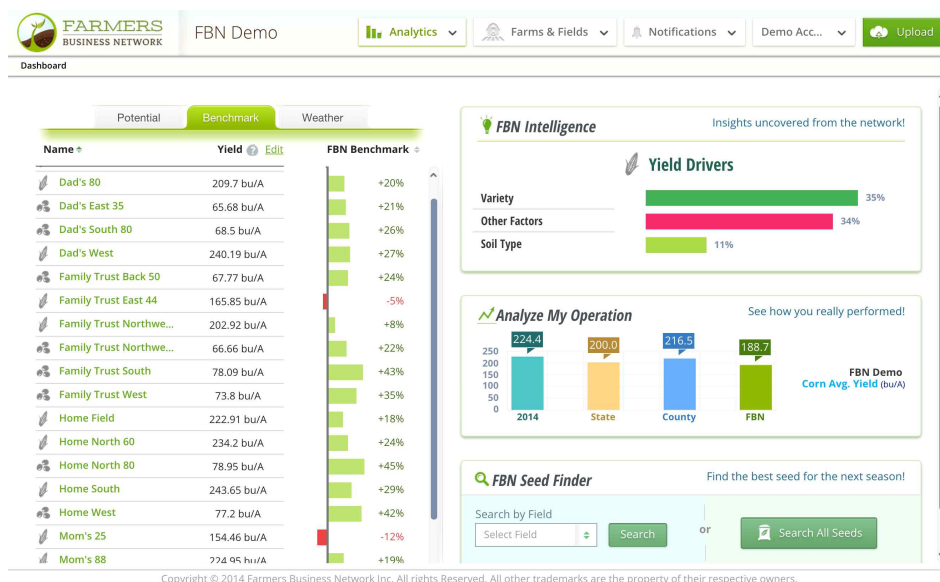 FARMERS
BUSINESS NETWORK
FBN Demo
Analytics
Farms & Fields
Notifications
Demo Acc...
Upload
Dashboard
Potential
Benchmark
Weather
Name
Yield ? Edit
FBN Benchmark
Dad's 80 209.7 bu/A +20%
Dad's East 35 65.68 bu/A +21%
Dad's South 80 68.5 bu/A +26%
Dad's West 240.19 bu/A +27%
Family Trust Back 50 67.77 bu/A +24%
Family Trust East 44 165.85 bu/A -5%
Family Trust Northwe... 202.92 bu/A +8%
Family Trust Northwe... 66.66 bu/A +22%
Family Trust South 78.09 bu/A +43%
Family Trust West 73.8 bu/A +35%
Home Field 222.91 bu/A +18%
Home North 60 234.2 bu/A +24%
Home North 80 78.95 bu/A +45%
Home South 243.65 bu/A +29%
Home West 77.2 bu/A +42%
Mom's 25 154.46 bu/A -12%
Mom's 88 224.95 bu/A +19%
FBN Intelligence
Insights uncovered from the network!
Yield Drivers
Variety 35%
Other Factors 34%
Soil Type 11%
Analyze My Operation
See how you really performed!
224.4 200.0 216.5 188.7
250
200
150
100
50
0
2014 State County FBN
FBN Demo
Corn Avg. Yield (bu/A)
FBN Seed Finder
Find the best seed for the next season!
Search by Field
Select Field
Search
or
Search All Seeds
Copyright © 2014 Farmers Business Network Inc. All rights Reserved. All other trademarks are the property of their respective owners.